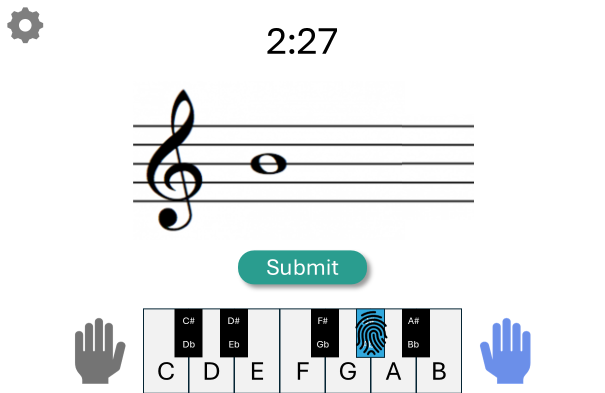 2:27
Submit
C# D# F# A#
Db Eb Gb Bb
C D E F G A B